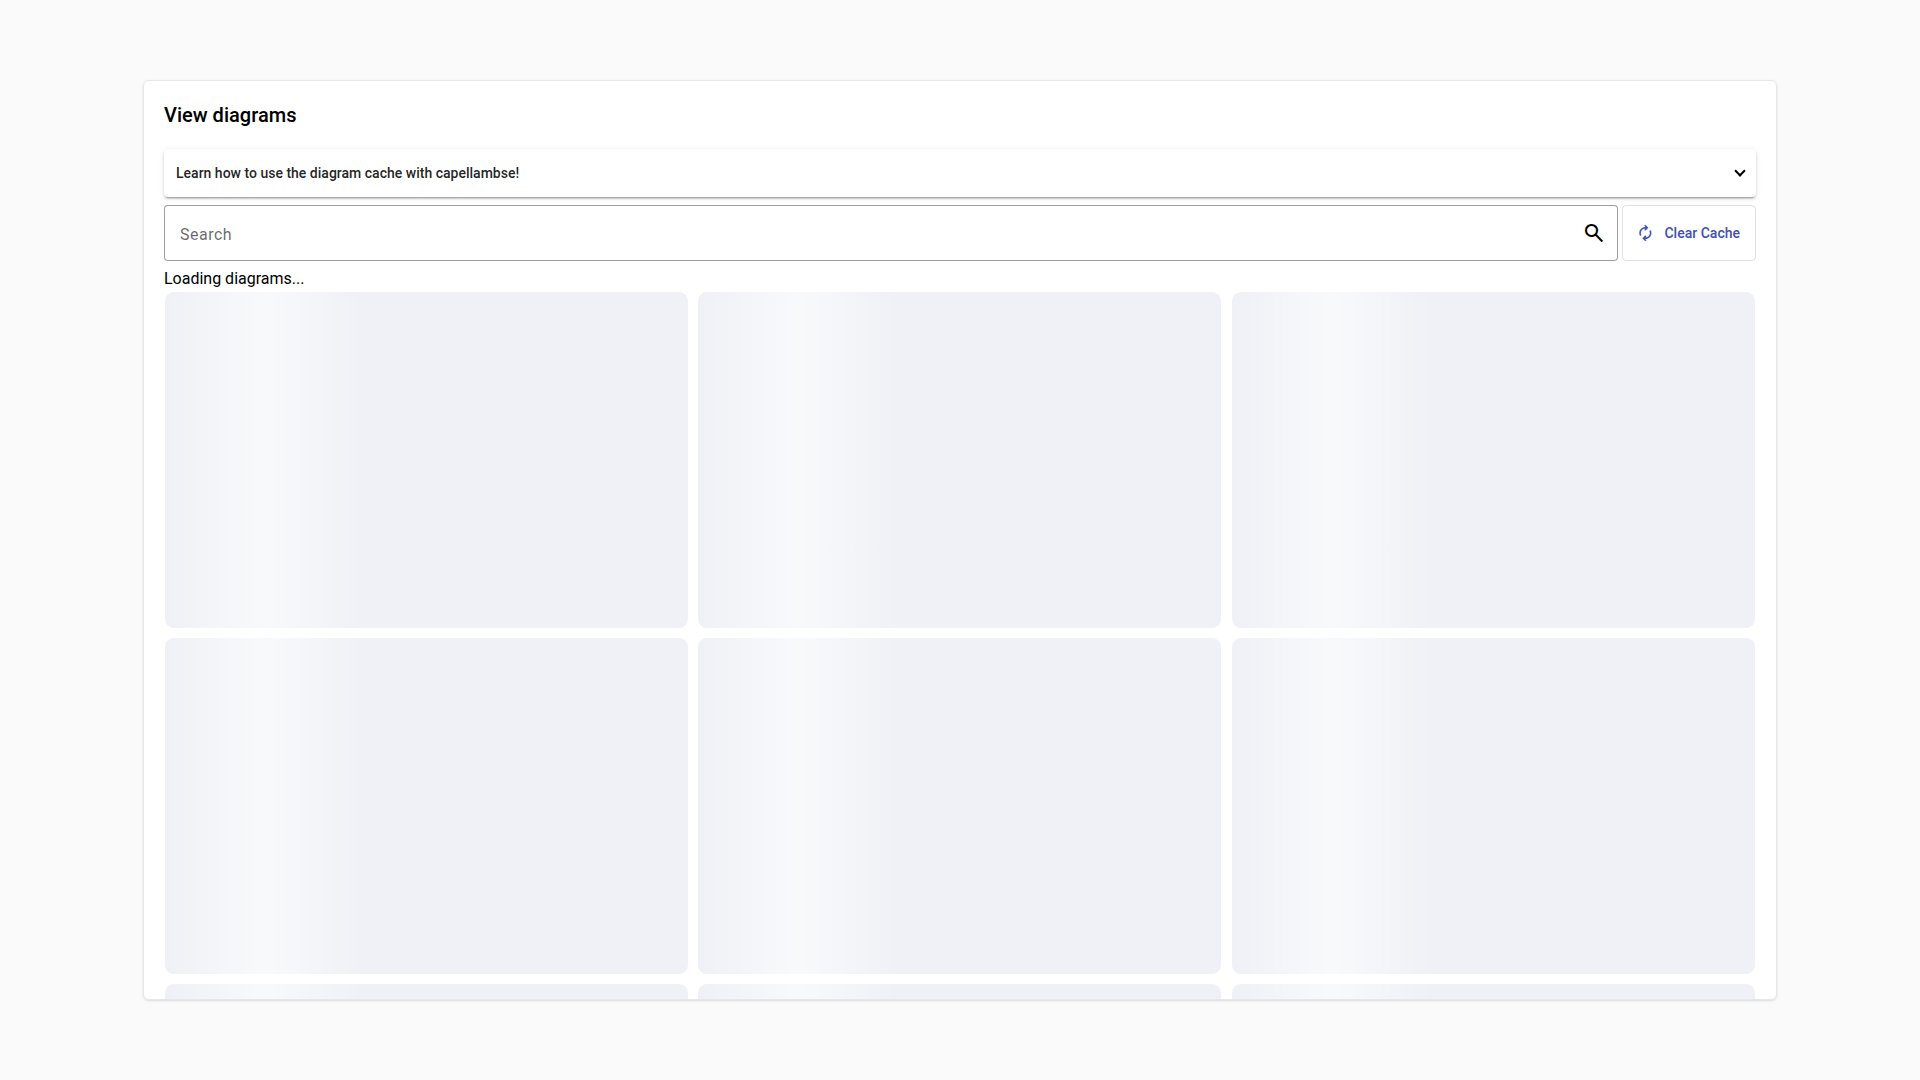 View diagrams
Learn how to use the diagram cache with capellambse!
Search
Clear Cache
Loading diagrams...